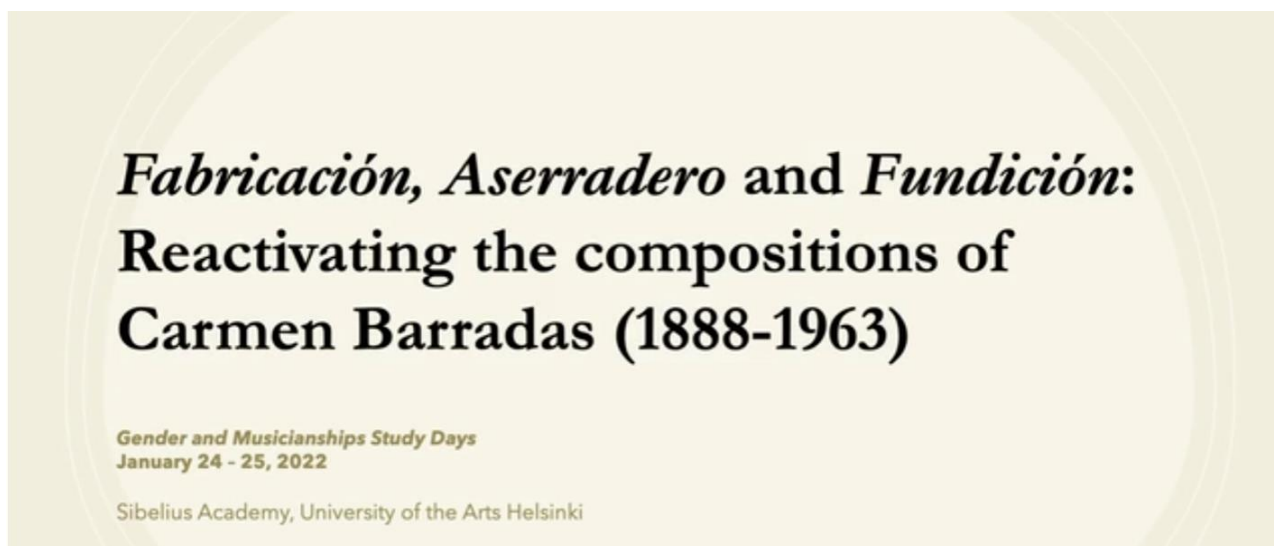 Fabricación, Aserradero and Fundición:
Reactivating the compositions of
Carmen Barradas (1888-1963)
Gender and Musicianships Study Days
January 24 - 25, 2022
Sibelius Academy, University of the Arts Helsinki